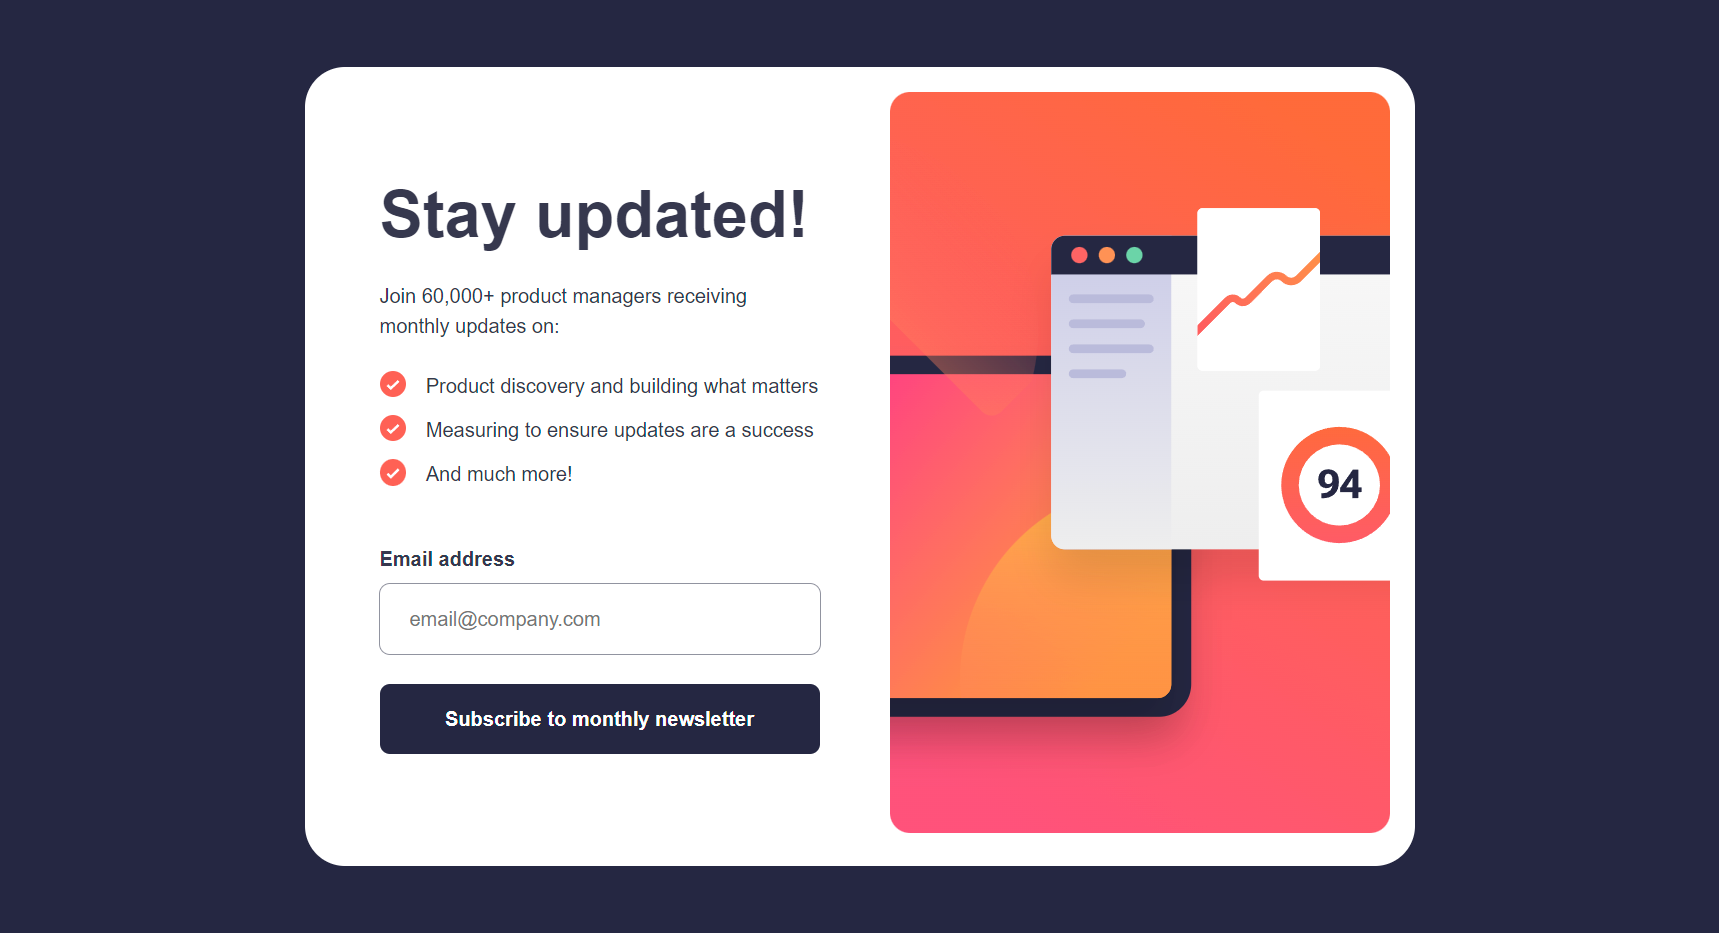 Stay updated!
Join 60,000+ product managers receiving
monthly updates on:
Product discovery and building what matters
Measuring to ensure updates are a success
And much more!
Email address
email@company.com
Subscribe to monthly newsletter
94